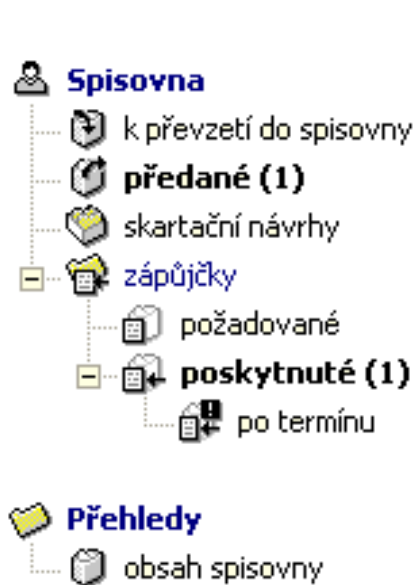 Spisovna
k převzetí do spisovny
předané (1)
skartační návrhy
zápůjčky
požadované
poskytnuté (1)
po termínu
Přehledy
obsah spisovny